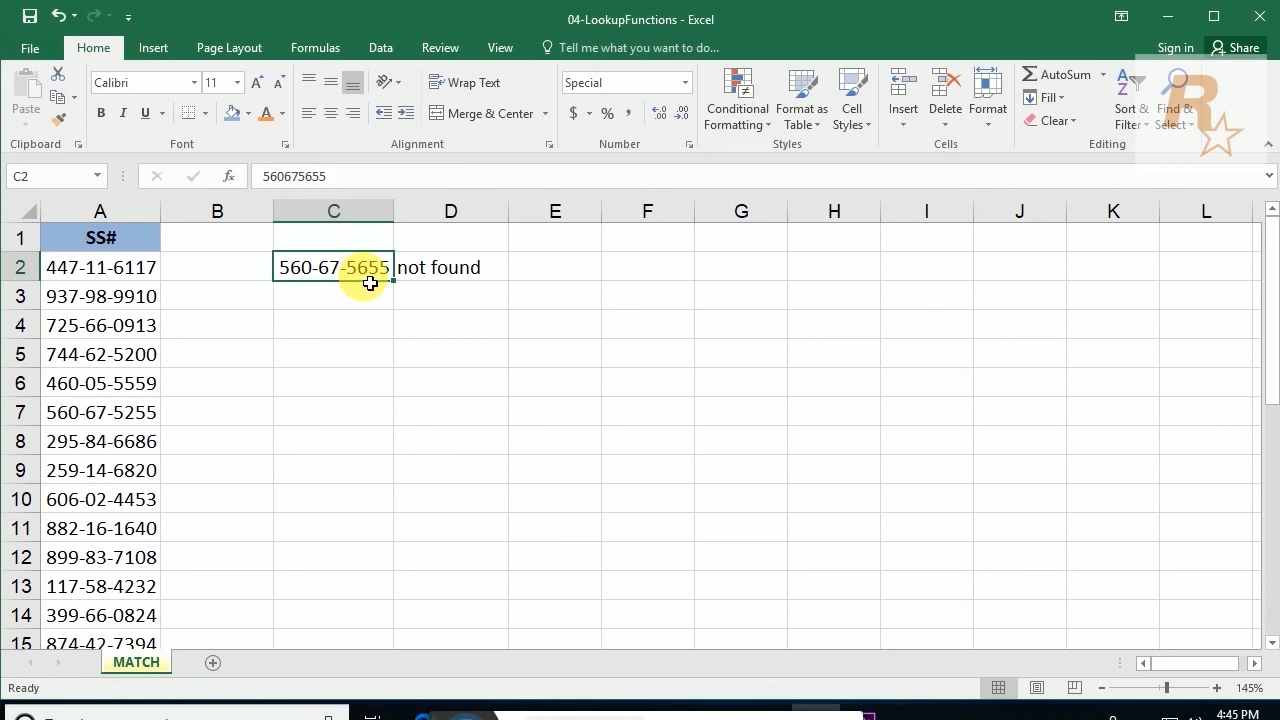 04-LookupFunctions - Excel
File Home Insert Page Layout Formulas Data Review View Tell me what you want to do... Sign in Share
Paste Calibri 11 Wrap Text Special Conditional Formatting Format as Table Cell Styles Insert Delete Format AutoSum Sort & Filter Find & Select
B I U Merge & Center $ % , Fill
Clear
Clipboard Font Alignment Number Styles Cells Editing
C2 fx 560675655
A B C D E F G H I J K L
1 SS#
2 447-11-6117 560-67-5655 not found
3 937-98-9910
4 725-66-0913
5 744-62-5200
6 460-05-5559
7 560-67-5255
8 295-84-6686
9 259-14-6820
10 606-02-4453
11 882-16-1640
12 899-83-7108
13 117-58-4232
14 399-66-0824
15 874-42-7394
MATCH
Ready 145%
4:45 PM